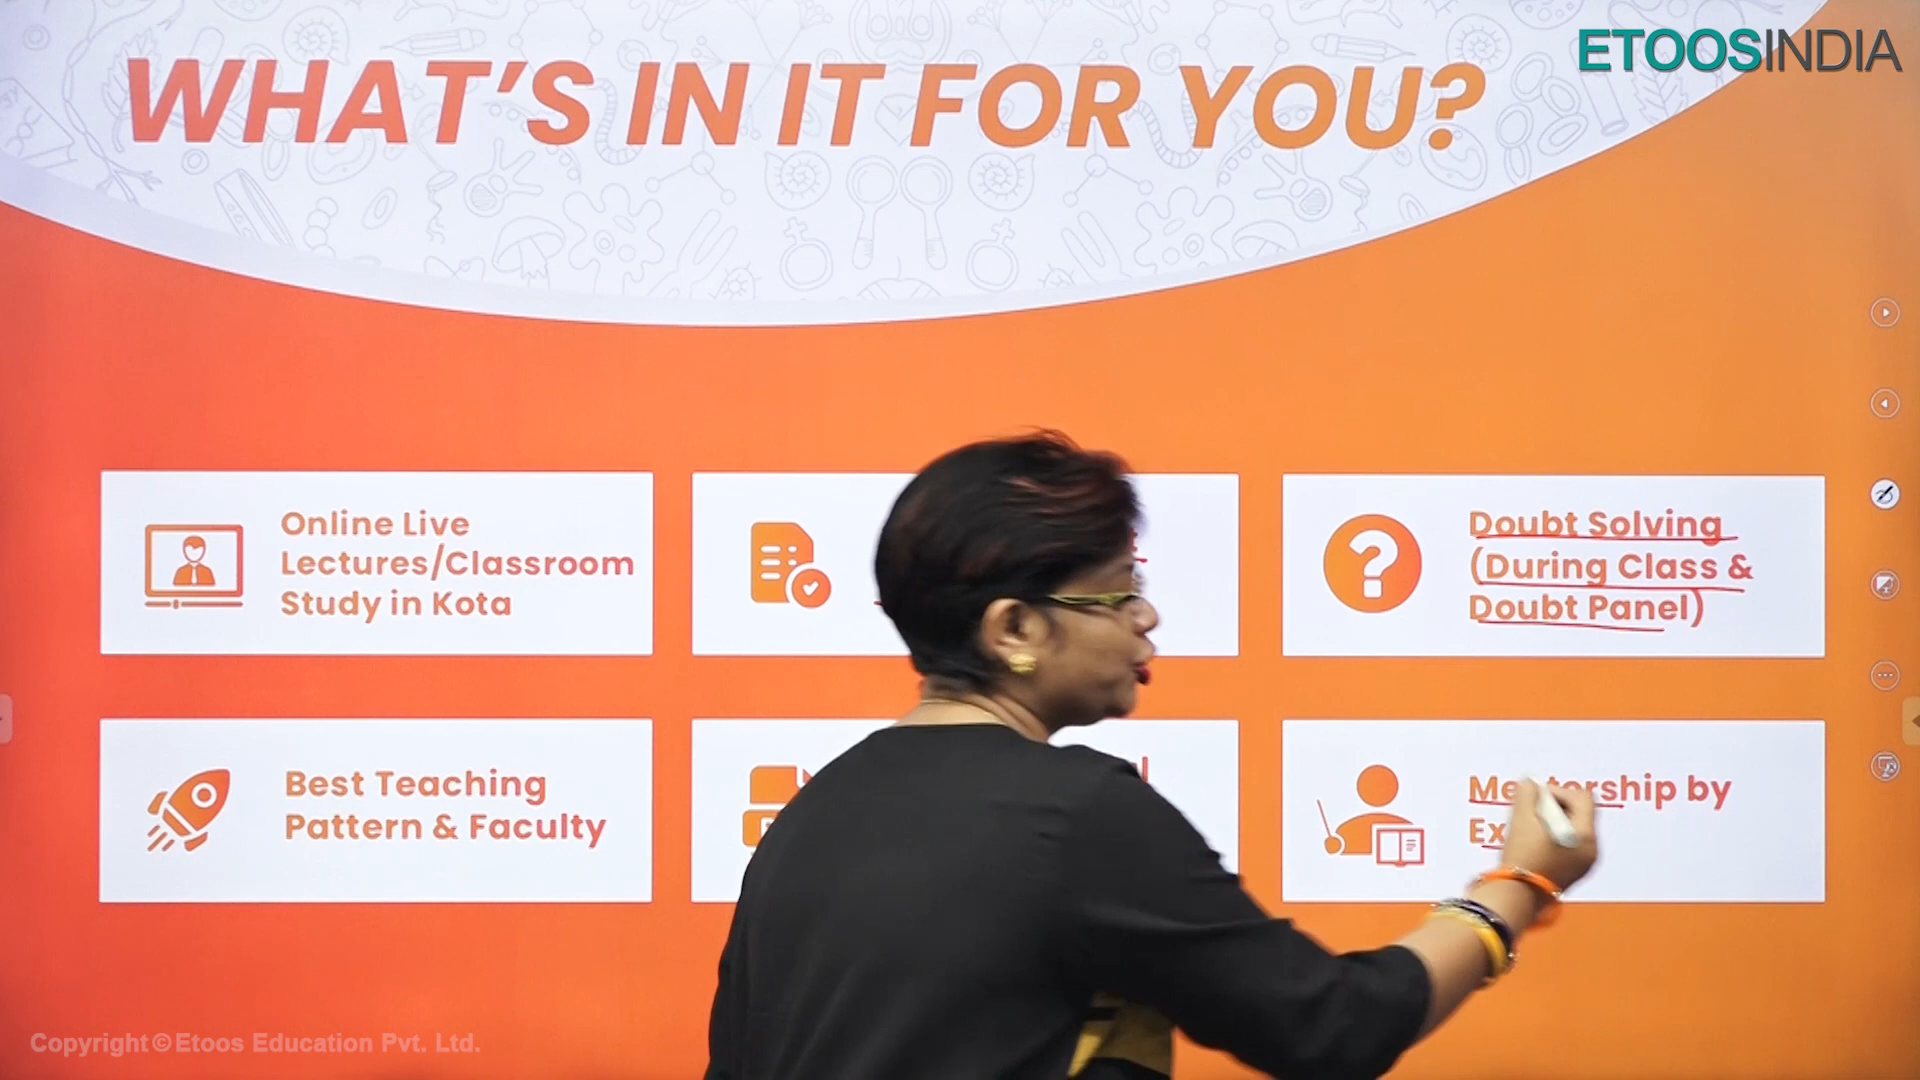 ETOOSINDIA
WHAT'S IN IT FOR YOU?
Online Live
Lectures/Classroom
Study in Kota
Doubt Solving
(During Class &
Doubt Panel)
Best Teaching
Pattern & Faculty
by
Copyright © Etoos Education Pvt. Ltd.